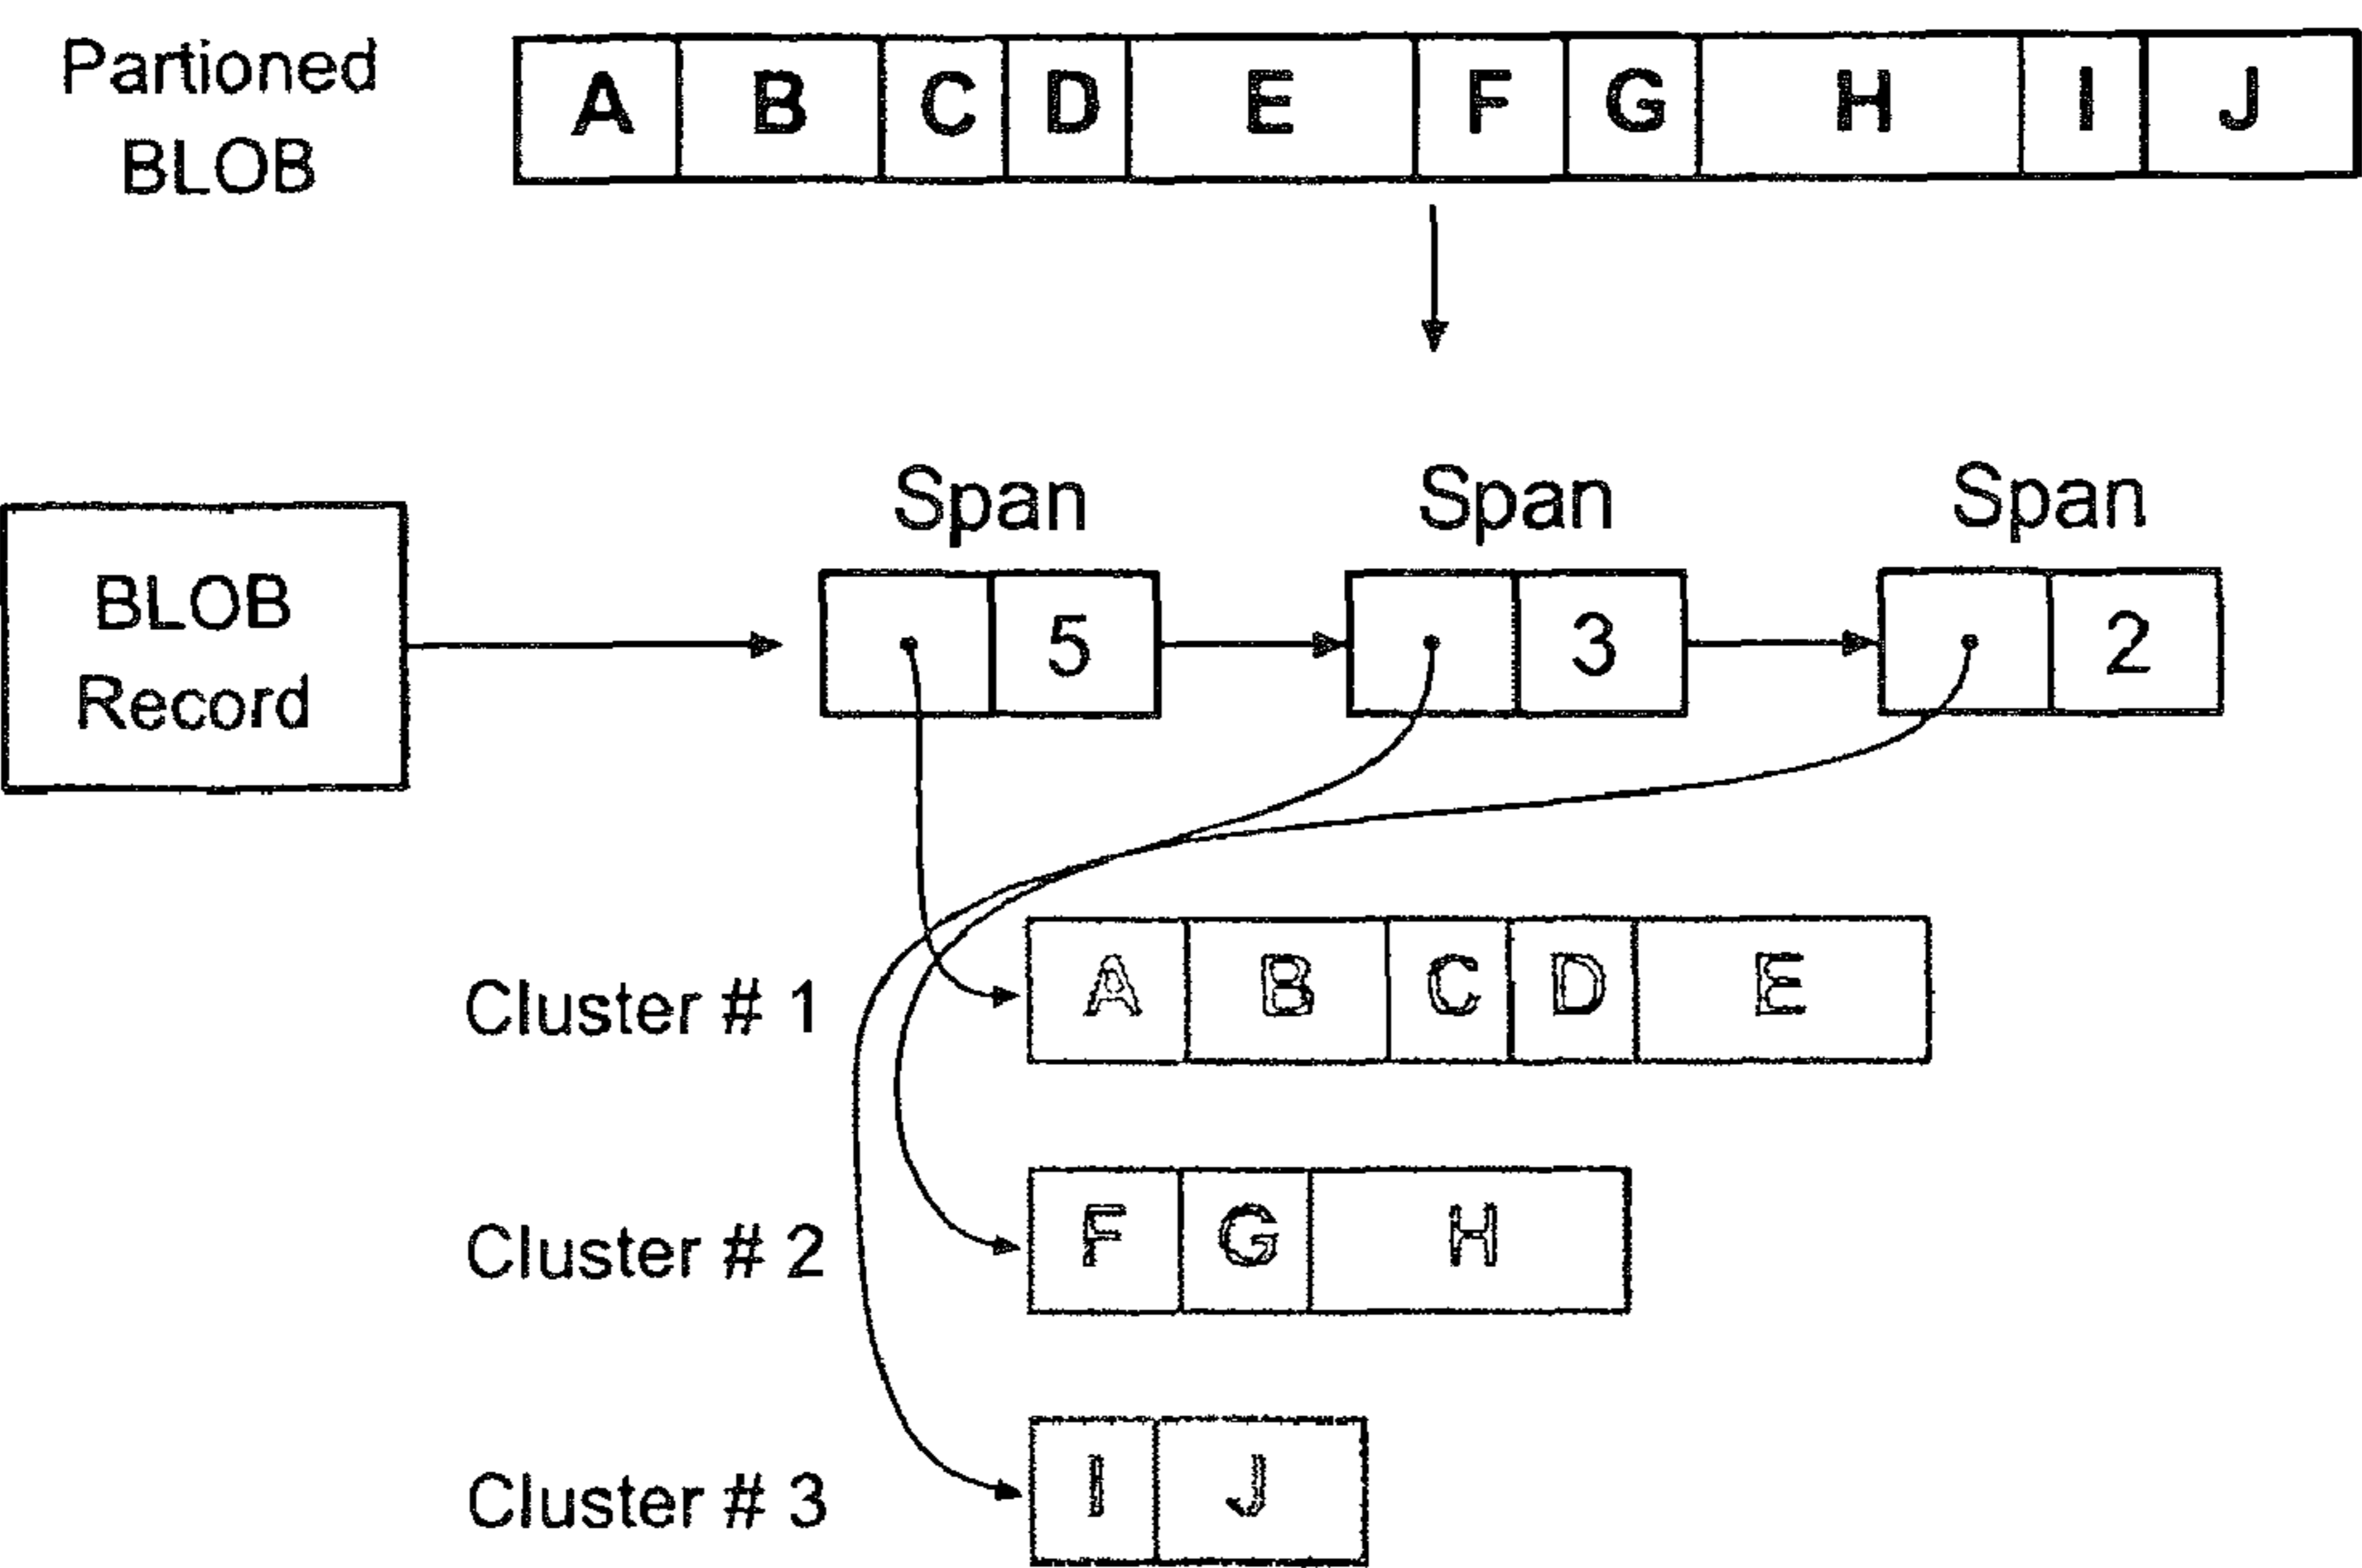 Partioned
BLOB
A B C D E F G H I J
Span Span Span
BLOB
Record
5 3 2
Cluster # 1
A B C D E
Cluster # 2
F G H
Cluster # 3
I J